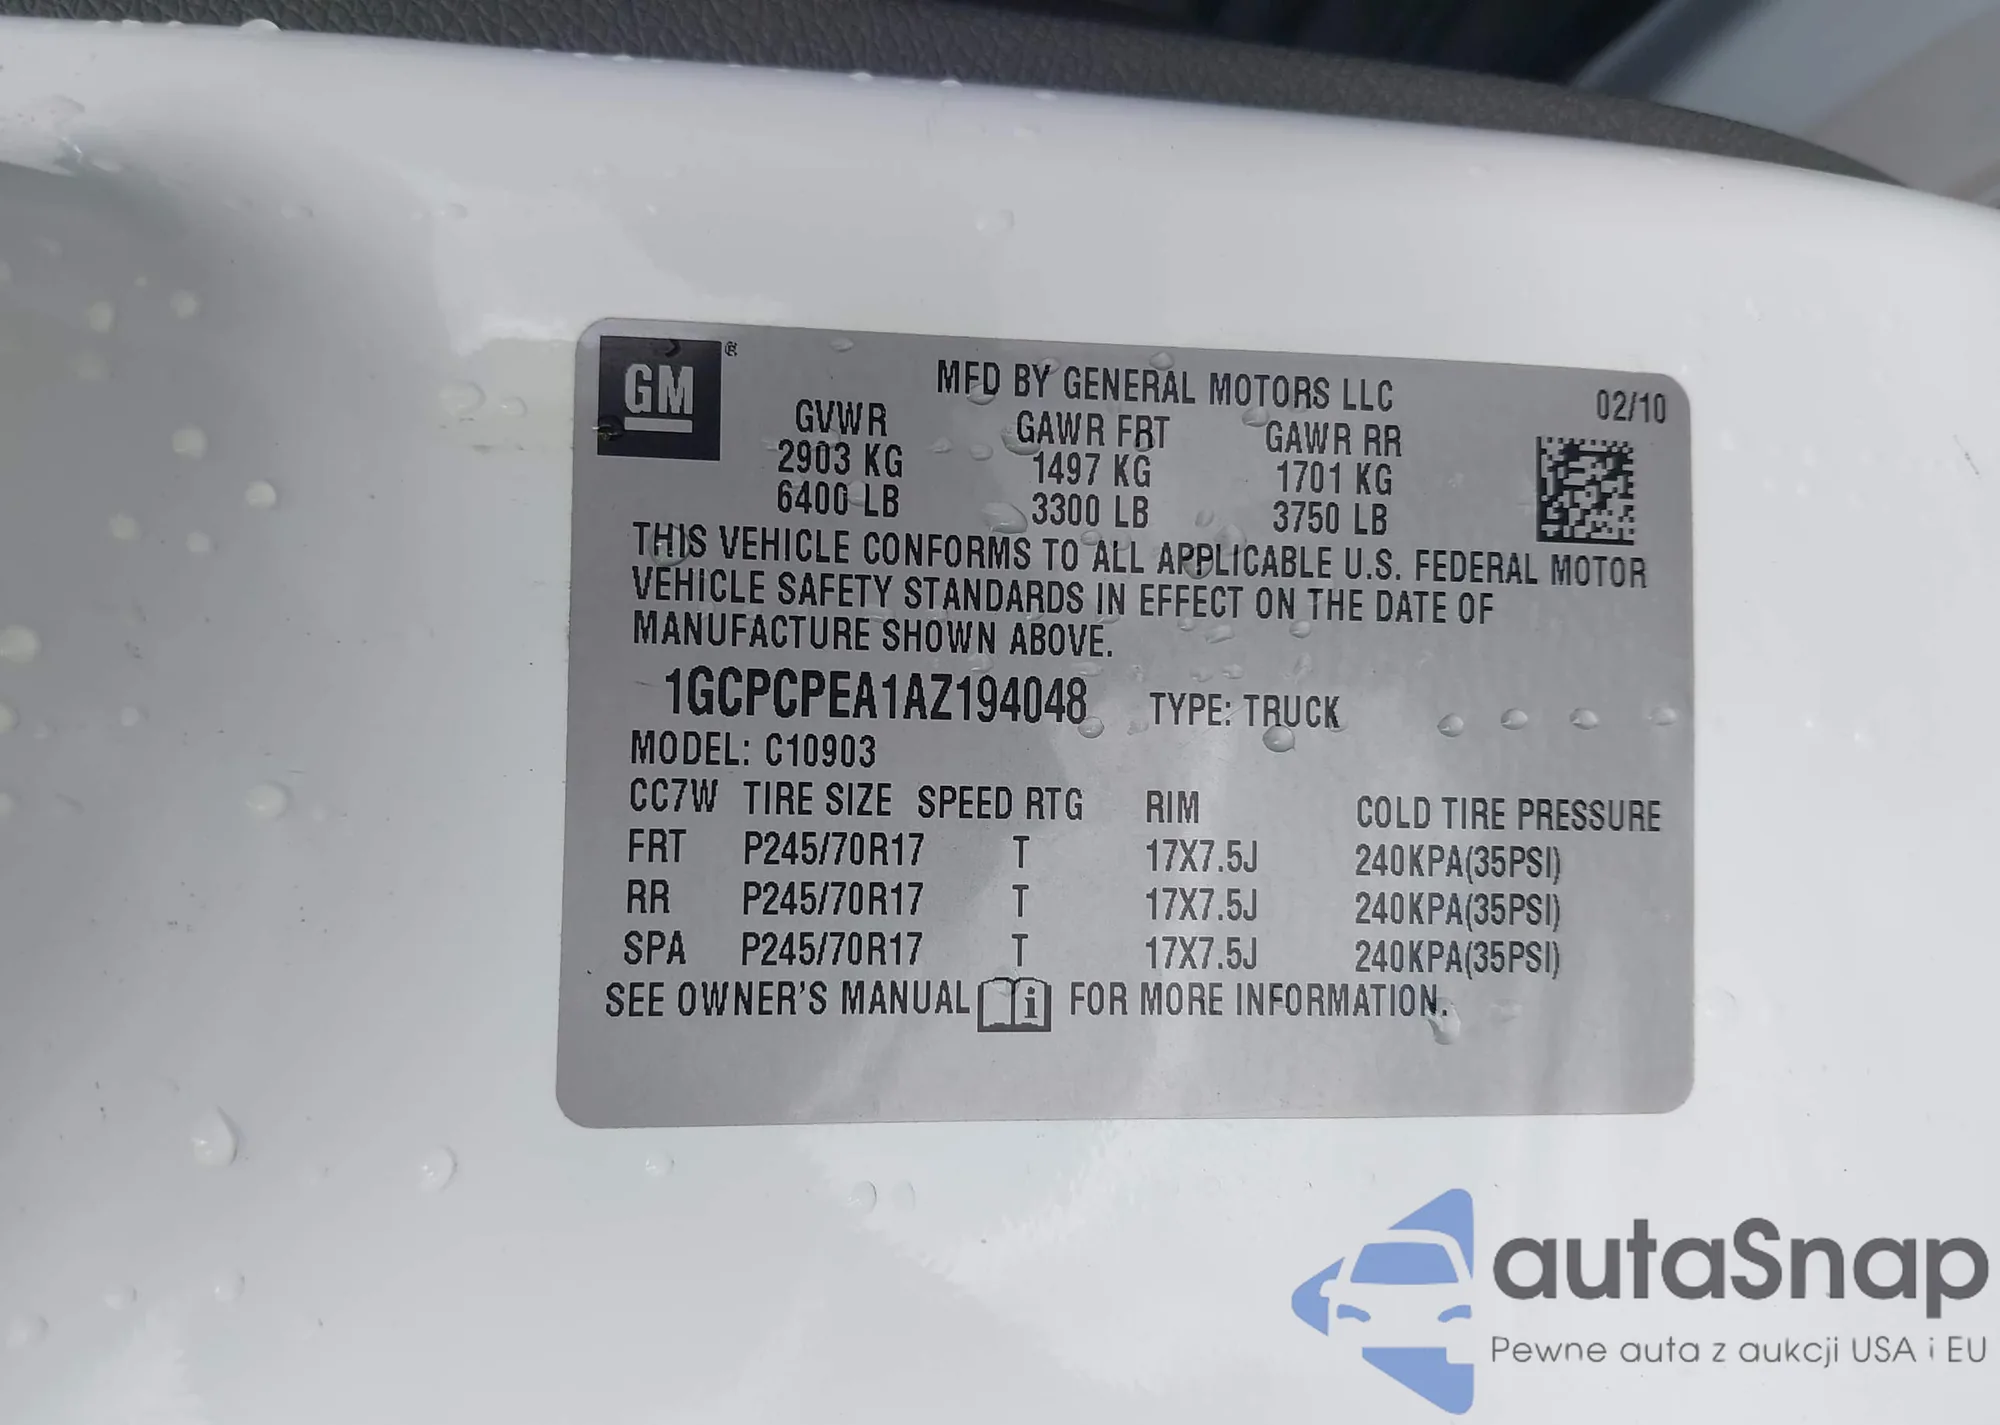 GM ®
MFD BY GENERAL MOTORS LLC
02/10
GVWR GAWR FRT GAWR RR
2903 KG 1497 KG 1701 KG
6400 LB 3300 LB 3750 LB
THIS VEHICLE CONFORMS TO ALL APPLICABLE U.S. FEDERAL MOTOR
VEHICLE SAFETY STANDARDS IN EFFECT ON THE DATE OF
MANUFACTURE SHOWN ABOVE.
1GCPCPEA1AZ194048 TYPE: TRUCK
MODEL: C10903
CC7W TIRE SIZE SPEED RTG RIM COLD TIRE PRESSURE
FRT P245/70R17 T 17X7.5J 240KPA(35PSI)
RR P245/70R17 T 17X7.5J 240KPA(35PSI)
SPA P245/70R17 T 17X7.5J 240KPA(35PSI)
SEE OWNER'S MANUAL i FOR MORE INFORMATION.
autaSnap
Pewne auta z aukcji USA i EU